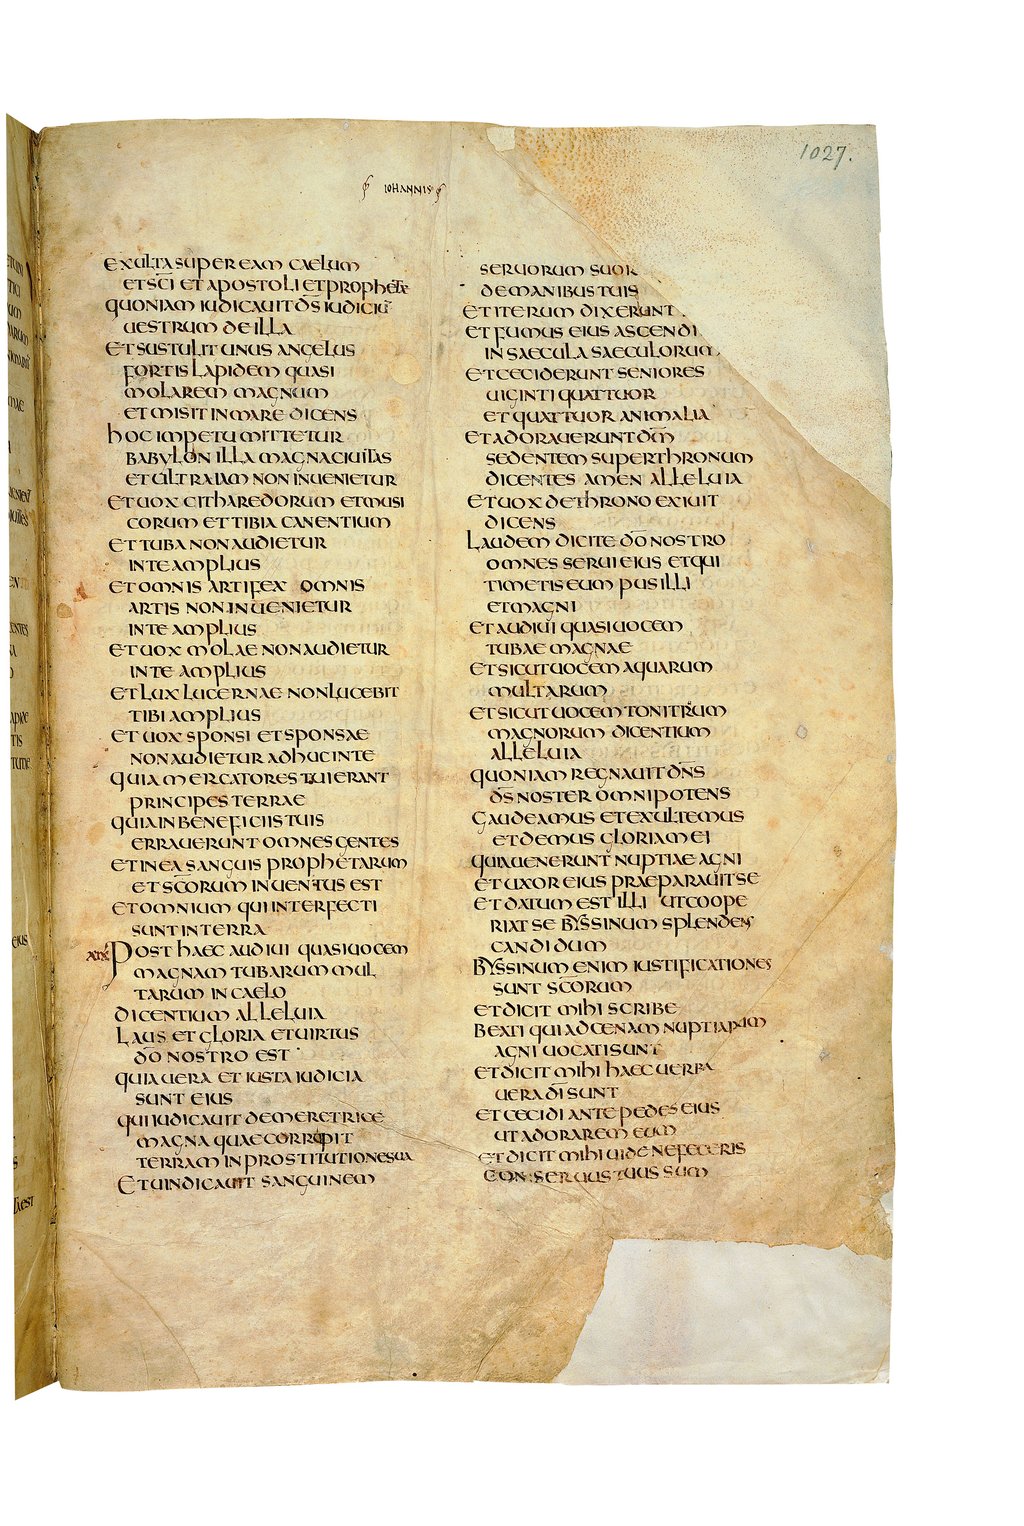 1027.
IOHANNIS
EXULTA SUPER EAM CAELUM
ET SCI ET APOSTOLI ET PROPHETAE
QUONIAM IUDICAUIT DS IUDICIU
UESTRUM DE ILLA
ET SUSTULIT UNUS ANGELUS
FORTIS LAPIDEM QUASI
MOLAREM MAGNUM
ET MISIT IN MARE DICENS
HOC IMPETU MITTETUR
BABYLON ILLA MAGNA CIUITAS
ET ULTRA IAM NON INUENIETUR
ET UOX CITHAREDORUM ET MUSI
CORUM ET TIBIA CANENTIUM
ET TUBA NON AUDIETUR
IN TE AMPLIUS
ET OMNIS ARTIFEX OMNIS
ARTIS NON INUENIETUR
IN TE AMPLIUS
ET UOX MOLAE NON AUDIETUR
IN TE AMPLIUS
ET LUX LUCERNAE NON LUCEBIT
TIBI AMPLIUS
ET UOX SPONSI ET SPONSAE
NON AUDIETUR ADHUC IN TE
QUIA MERCATORES TUI ERANT
PRINCIPES TERRAE
QUIA IN BENEFICIIS TUIS
ERRAUERUNT OMNES GENTES
ET IN EA SANGUIS PROPHETARUM
ET SCORUM INUENTUS EST
ET OMNIUM QUI INTERFECTI
SUNT IN TERRA
XIX POST HAEC AUDIUI QUASI UOCEM
MAGNAM TUBARUM MUL
TARUM IN CAELO
DICENTIUM ALLELUIA
LAUS ET GLORIA ET UIRTUS
DO NOSTRO EST
QUIA UERA ET IUSTA IUDICIA
SUNT EIUS
QUI IUDICAUIT DE MERETRICE
MAGNA QUAE CORRUPIT
TERRAM IN PROSTITUTIONE SUA
ET UINDICAUIT SANGUINEM
SERUORUM SUOR
DE MANIBUS TUIS
ET ITERUM DIXERUNT
ET FUMUS EIUS ASCENDI
IN SAECULA SAECULORUM
ET CECIDERUNT SENIORES
UIGINTI QUATTUOR
ET QUATTUOR ANIMALIA
ET ADORAUERUNT DM
SEDENTEM SUPER THRONUM
DICENTES AMEN ALLELUIA
ET UOX DE THRONO EXIUIT
DICENS
LAUDEM DICITE DO NOSTRO
OMNES SERUI EIUS ET QUI
TIMETIS EUM PUSILLI
ET MAGNI
ET AUDIUI QUASI UOCEM
TUBAE MAGNAE
ET SICUT UOCEM AQUARUM
MULTARUM
ET SICUT UOCEM TONITRUM
MAGNORUM DICENTIUM
ALLELUIA
QUONIAM REGNAUIT DNS
DS NOSTER OMNIPOTENS
GAUDEAMUS ET EXULTEMUS
ET DEMUS GLORIAM EI
QUIA UENERUNT NUPTIAE AGNI
ET UXOR EIUS PRAEPARAUIT SE
ET DATUM EST ILLI UT COOPE
RIAT SE BYSSINUM SPLENDENS
CANDIDUM
BYSSINUM ENIM IUSTIFICATIONES
SUNT SCORUM
ET DICIT MIHI SCRIBE
BEATI QUI AD CENAM NUPTIARUM
AGNI UOCATI SUNT
ET DICIT MIHI HAEC UERBA
UERA DI SUNT
ET CECIDI ANTE PEDES EIUS
UT ADORAREM EUM
ET DICIT MIHI UIDE NE FECERIS
CONSERUUS TUUS SUM